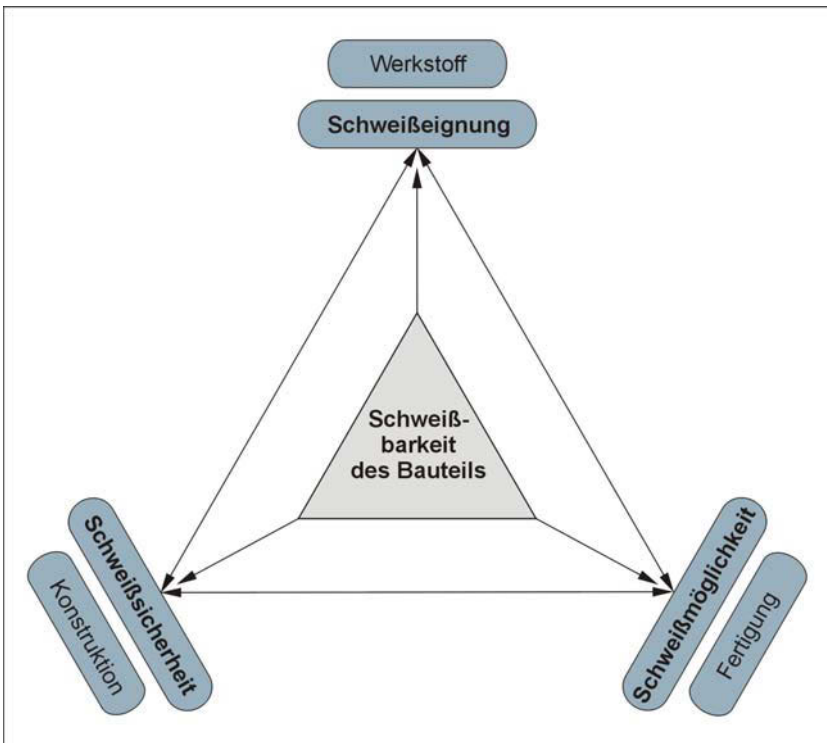 Werkstoff
Schweißeignung
Schweiß-
barkeit
des Bauteils
Schweißsicherheit
Konstruktion
Schweißmöglichkeit
Fertigung